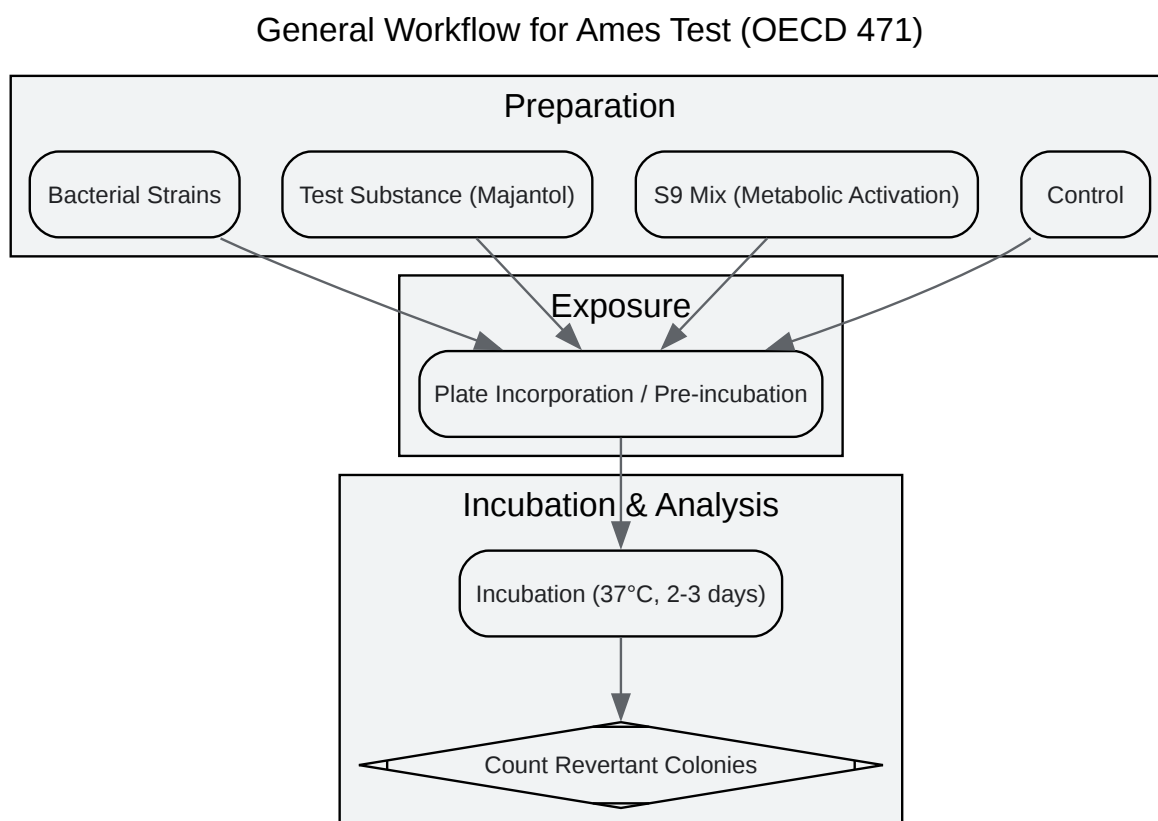 General Workflow for Ames Test (OECD 471)
Preparation
Bacterial Strains
Test Substance (Majantol)
S9 Mix (Metabolic Activation)
Control
Exposure
Plate Incorporation / Pre-incubation
Incubation & Analysis
Incubation (37°C, 2-3 days)
Count Revertant Colonies